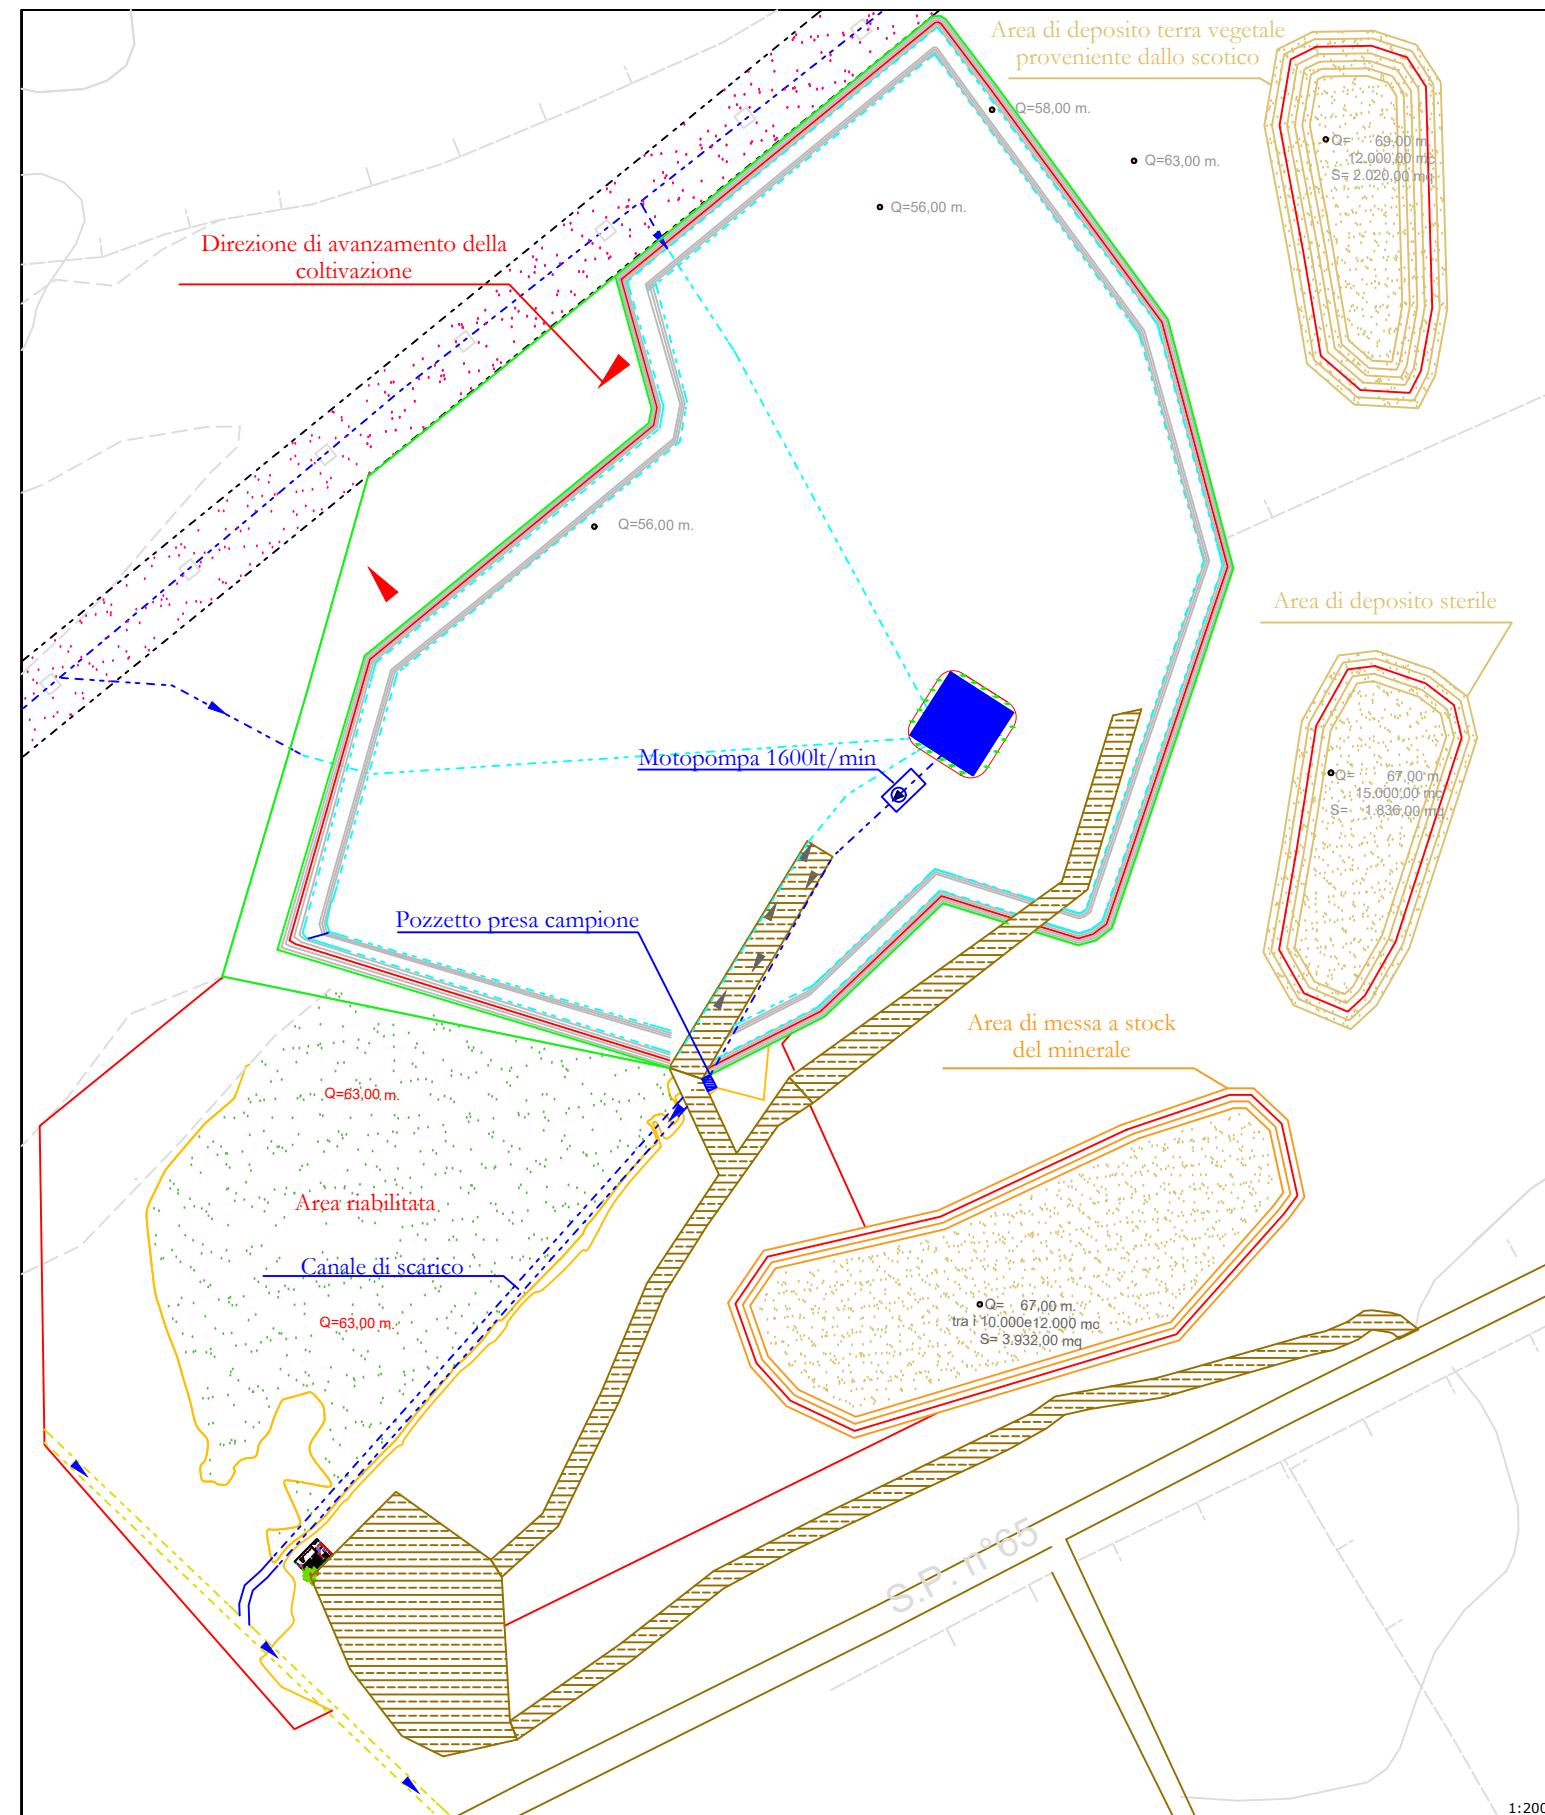 Area di deposito terra vegetale
proveniente dallo scotico
Q=58,00 m.
Q= 69,00 m.
12.000,00 mc
S= 2.020,00 mq
Q=63,00 m.
Q=56,00 m.
Direzione di avanzamento della
coltivazione
Q=56,00 m.
Area di deposito sterile
Motopompa 1600lt/min
Q= 67,00 m.
15.000,00 mc
S= 1.836,00 mq
Pozzetto presa campione
Area di messa a stock
del minerale
Q=63,00 m.
Area riabilitata
Canale di scarico
Q=63,00 m.
Q= 67,00 m.
tra i 10.000e12.000 mc
S= 3.932,00 mq
S.P. n°65
1:200